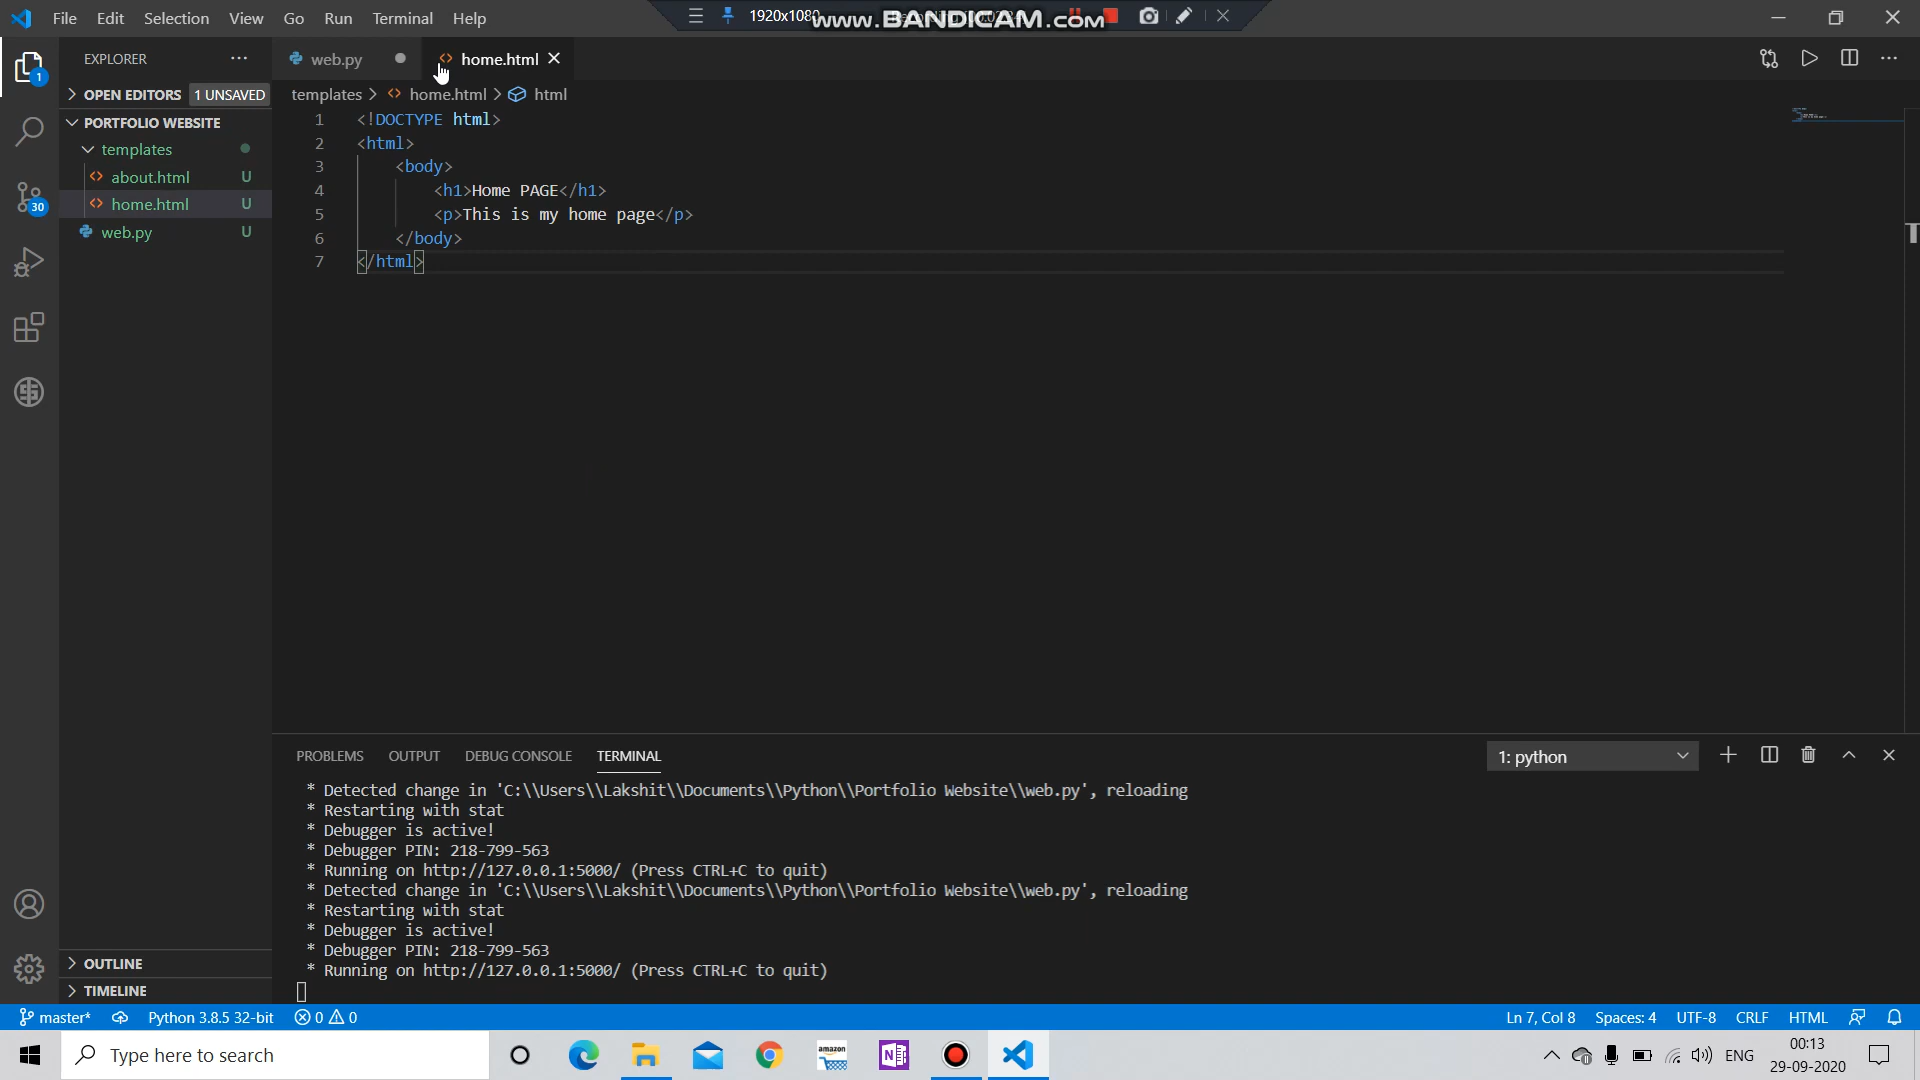 File Edit Selection View Go Run Terminal Help
1920x1080
www.BANDICAM.com
EXPLORER
web.py
home.html
OPEN EDITORS 1 UNSAVED
templates > home.html > html
PORTFOLIO WEBSITE
templates
about.html U
home.html U
web.py U
1 <!DOCTYPE html>
2 <html>
3 <body>
4 <h1>Home PAGE</h1>
5 <p>This is my home page</p>
6 </body>
7 </html>
1
30
PROBLEMS OUTPUT DEBUG CONSOLE TERMINAL
1: python
* Detected change in 'C:\\Users\\Lakshit\\Documents\\Python\\Portfolio Website\\web.py', reloading
* Restarting with stat
* Debugger is active!
* Debugger PIN: 218-799-563
* Running on http://127.0.0.1:5000/ (Press CTRL+C to quit)
* Detected change in 'C:\\Users\\Lakshit\\Documents\\Python\\Portfolio Website\\web.py', reloading
* Restarting with stat
* Debugger is active!
* Debugger PIN: 218-799-563
* Running on http://127.0.0.1:5000/ (Press CTRL+C to quit)
OUTLINE
TIMELINE
master* Python 3.8.5 32-bit 0 0
Ln 7, Col 8 Spaces: 4 UTF-8 CRLF HTML
Type here to search
amazon
N
ENG
00:13
29-09-2020